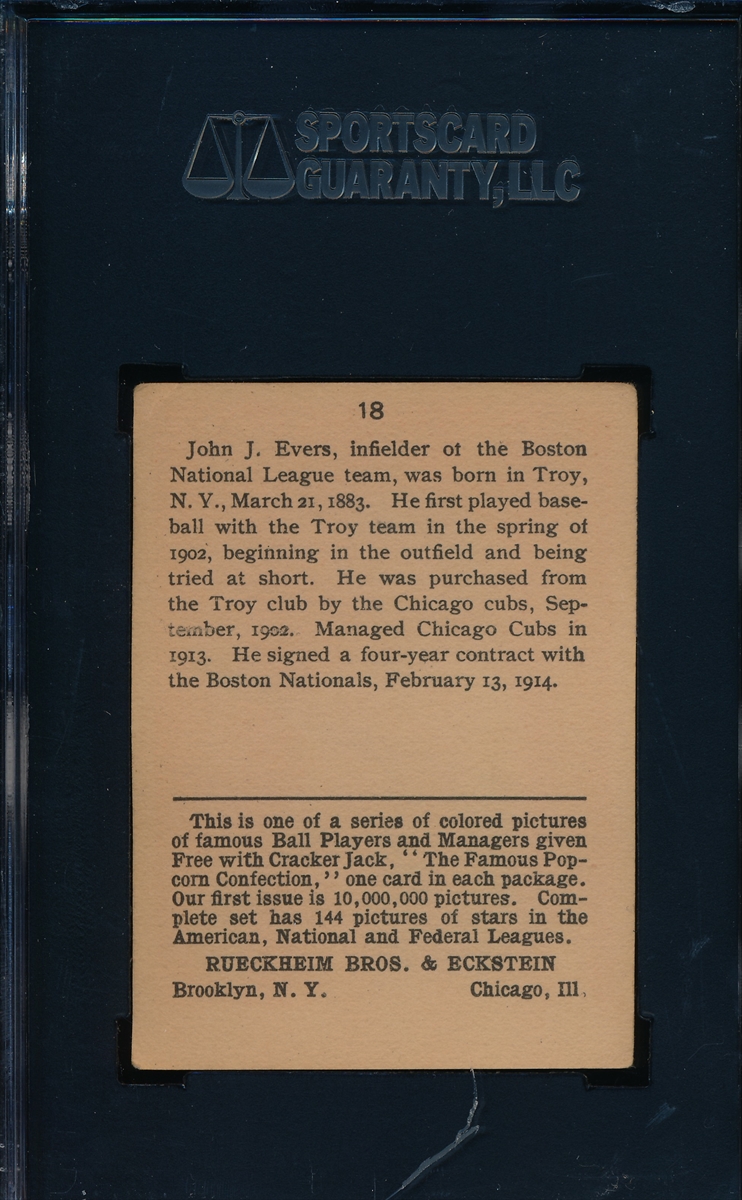 SPORTSCARD
GUARANTY, LLC
18
John J. Evers, infielder ot the Boston
National League team, was born in Troy,
N. Y., March 21, 1883. He first played base-
ball with the Troy team in the spring of
1902, beginning in the outfield and being
tried at short. He was purchased from
the Troy club by the Chicago cubs, Sep-
tember, 1902. Managed Chicago Cubs in
1913. He signed a four-year contract with
the Boston Nationals, February 13, 1914.
This is one of a series of colored pictures
of famous Ball Players and Managers given
Free with Cracker Jack, “The Famous Pop-
corn Confection,” one card in each package.
Our first issue is 10,000,000 pictures. Com-
plete set has 144 pictures of stars in the
American, National and Federal Leagues.
RUECKHEIM BROS. & ECKSTEIN
Brooklyn, N. Y. Chicago, Ill.